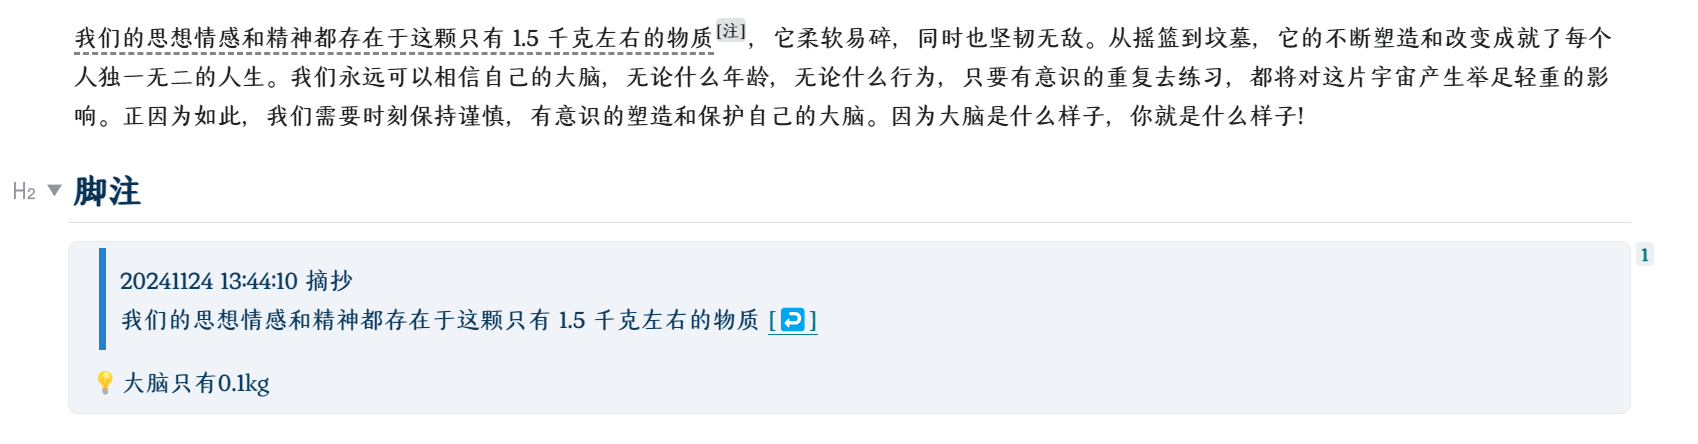 我们的思想情感和精神都存在于这颗只有 1.5 千克左右的物质[注]，它柔软易碎，同时也坚韧无敌。从摇篮到坟墓，它的不断塑造和改变成就了每个
人独一无二的人生。我们永远可以相信自己的大脑，无论什么年龄，无论什么行为，只要有意识的重复去练习，都将对这片宇宙产生举足轻重的影
响。正因为如此，我们需要时刻保持谨慎，有意识的塑造和保护自己的大脑。因为大脑是什么样子，你就是什么样子!
H2 脚注
1
20241124 13:44:10 摘抄
我们的思想情感和精神都存在于这颗只有 1.5 千克左右的物质 [↩️]
💡 大脑只有0.1kg